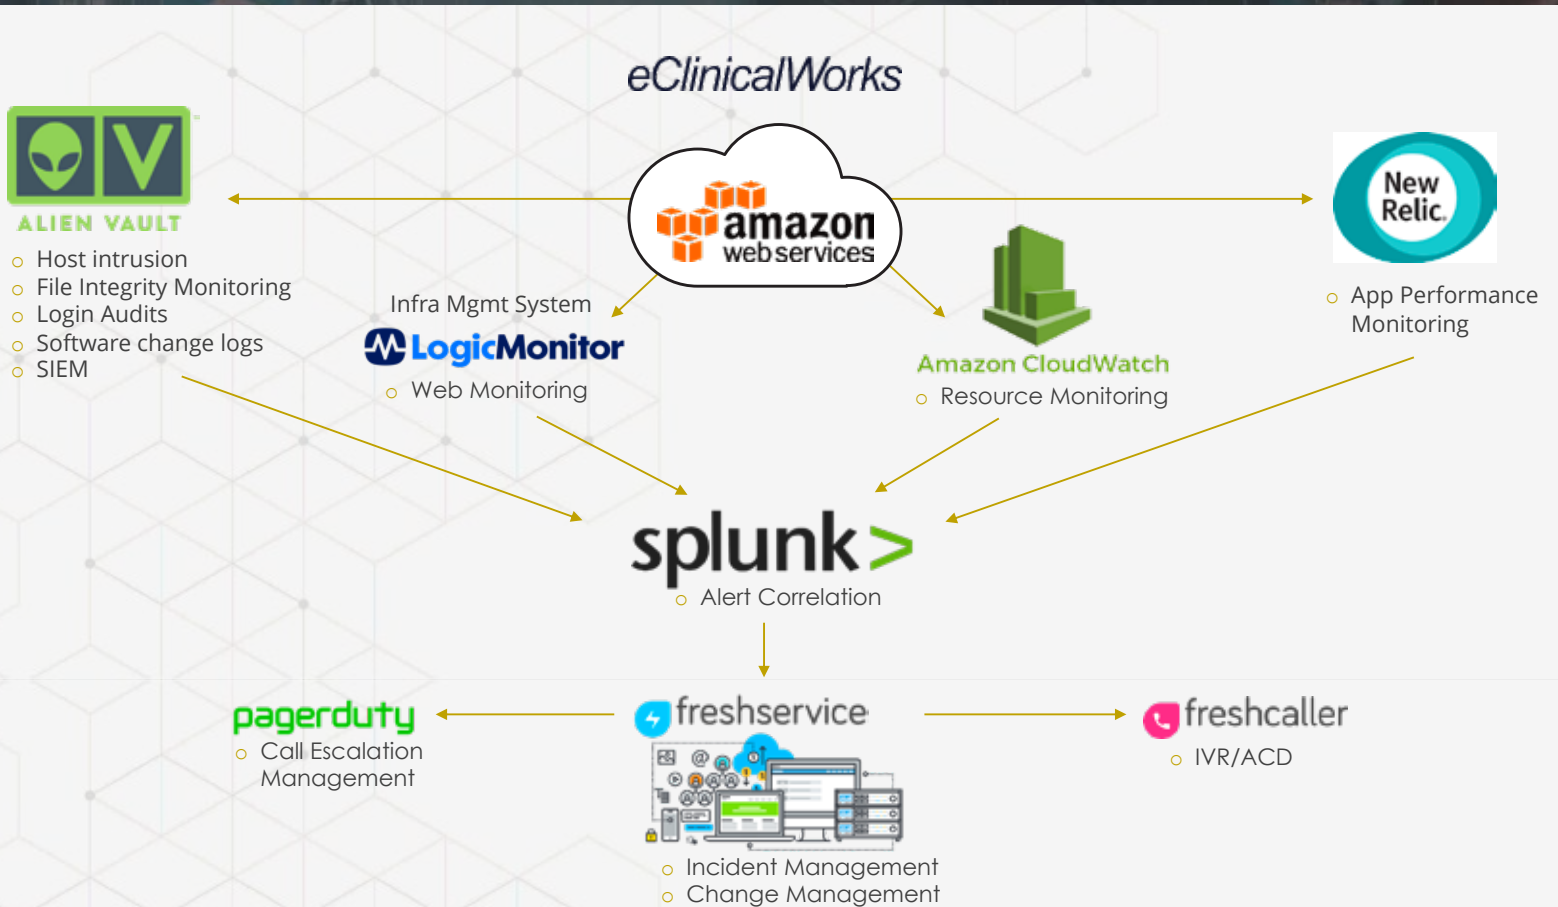 eClinicalWorks
amazon
web services
ALIEN VAULT
Host intrusion
File Integrity Monitoring
Login Audits
Software change logs
SIEM
Infra Mgmt System
LogicMonitor
Web Monitoring
Amazon CloudWatch
Resource Monitoring
New
Relic.
App Performance
Monitoring
splunk>
Alert Correlation
pagerduty
Call Escalation
Management
freshservice
Incident Management
Change Management
freshcaller
IVR/ACD